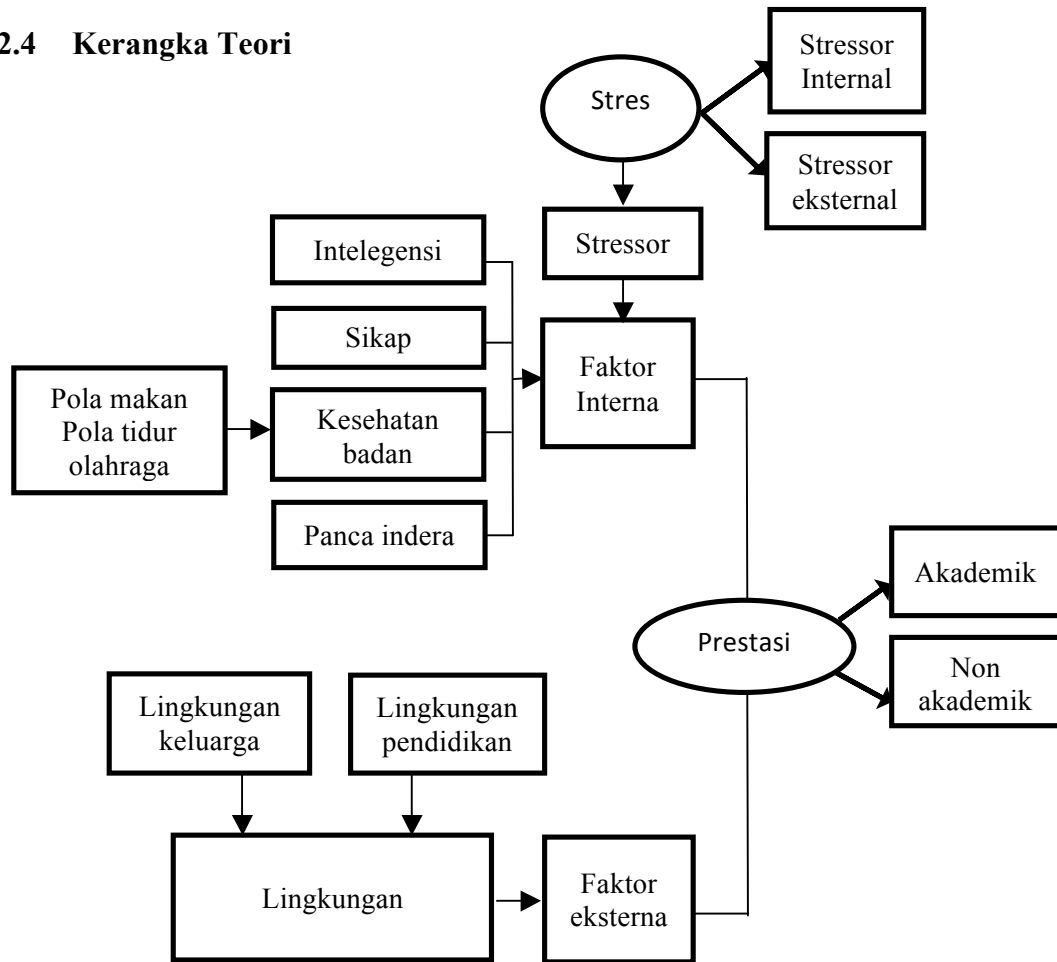 2.4 Kerangka Teori
Stres
Stressor
Internal
Stressor
eksternal
Stressor
Intelegensi
Sikap
Kesehatan
badan
Panca indera
Pola makan
Pola tidur
olahraga
Faktor
Interna
Prestasi
Akademik
Non
akademik
Lingkungan
keluarga
Lingkungan
pendidikan
Lingkungan
Faktor
eksterna